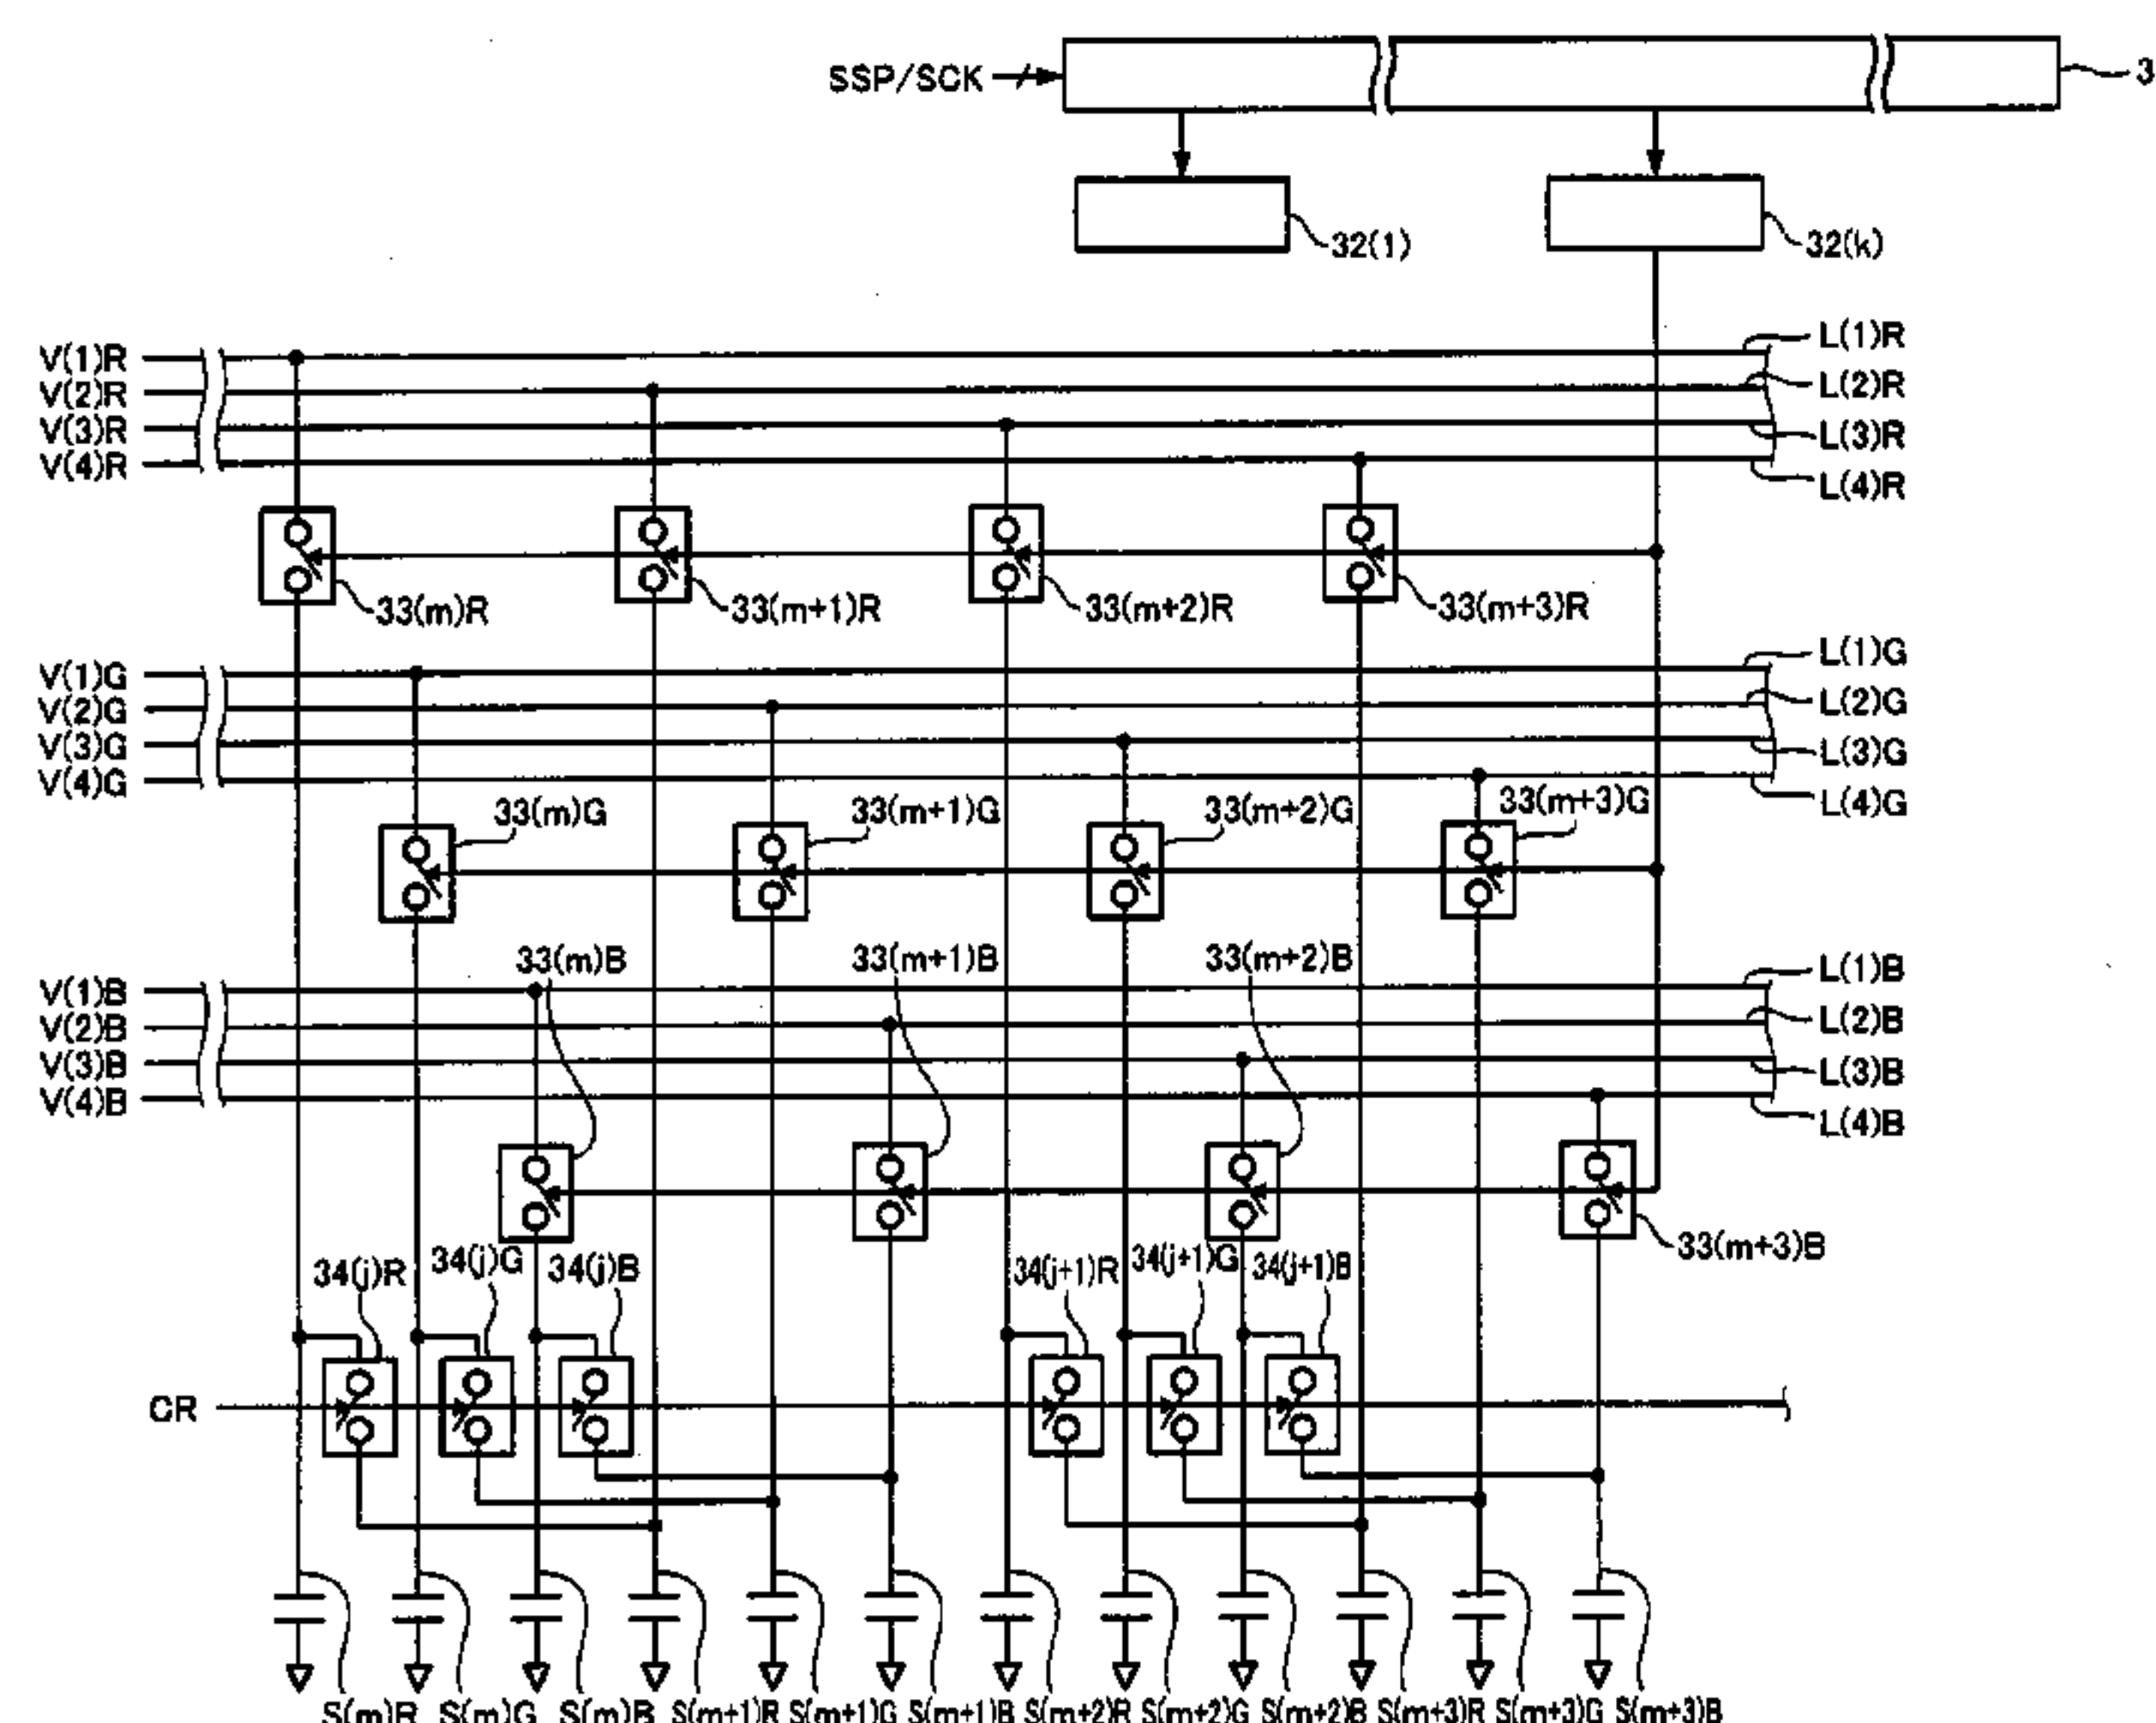 SSP/SCK
3
32(1)
32(k)
V(1)R
L(1)R
V(2)R
L(2)R
V(3)R
L(3)R
V(4)R
L(4)R
33(m)R
33(m+1)R
33(m+2)R
33(m+3)R
V(1)G
L(1)G
V(2)G
L(2)G
V(3)G
L(3)G
V(4)G
L(4)G
33(m)G
33(m+1)G
33(m+2)G
33(m+3)G
33(m)B
33(m+1)B
33(m+2)B
V(1)B
L(1)B
V(2)B
L(2)B
V(3)B
L(3)B
V(4)B
L(4)B
33(m+3)B
34(j)R
34(j)G
34(j)B
34(j+1)R
34(j+1)G
34(j+1)B
CR
S(m)R
S(m)G
S(m)B
S(m+1)R
S(m+1)G
S(m+1)B
S(m+2)R
S(m+2)G
S(m+2)B
S(m+3)R
S(m+3)G
S(m+3)B